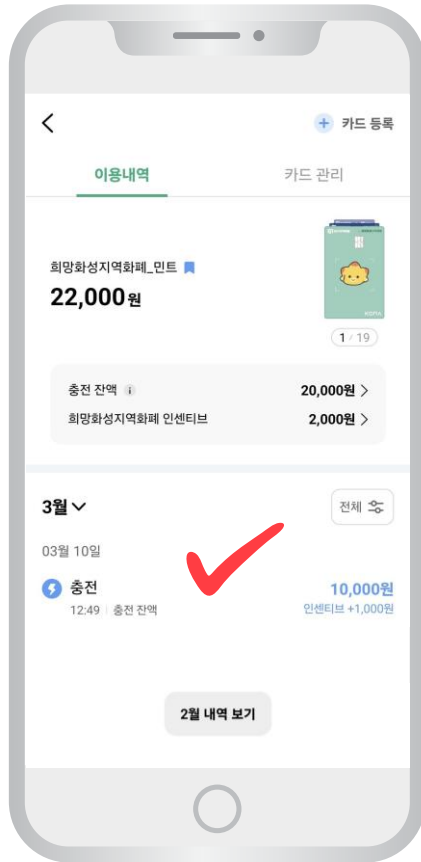 카드 등록
이용내역
카드 관리
희망화성지역화폐_민트
22,000원
1 / 19
충전 잔액
20,000원
희망화성지역화폐 인센티브
2,000원
3월
전체
03월 10일
충전
10,000원
12:49 | 충전 잔액
인센티브 +1,000원
2월 내역 보기